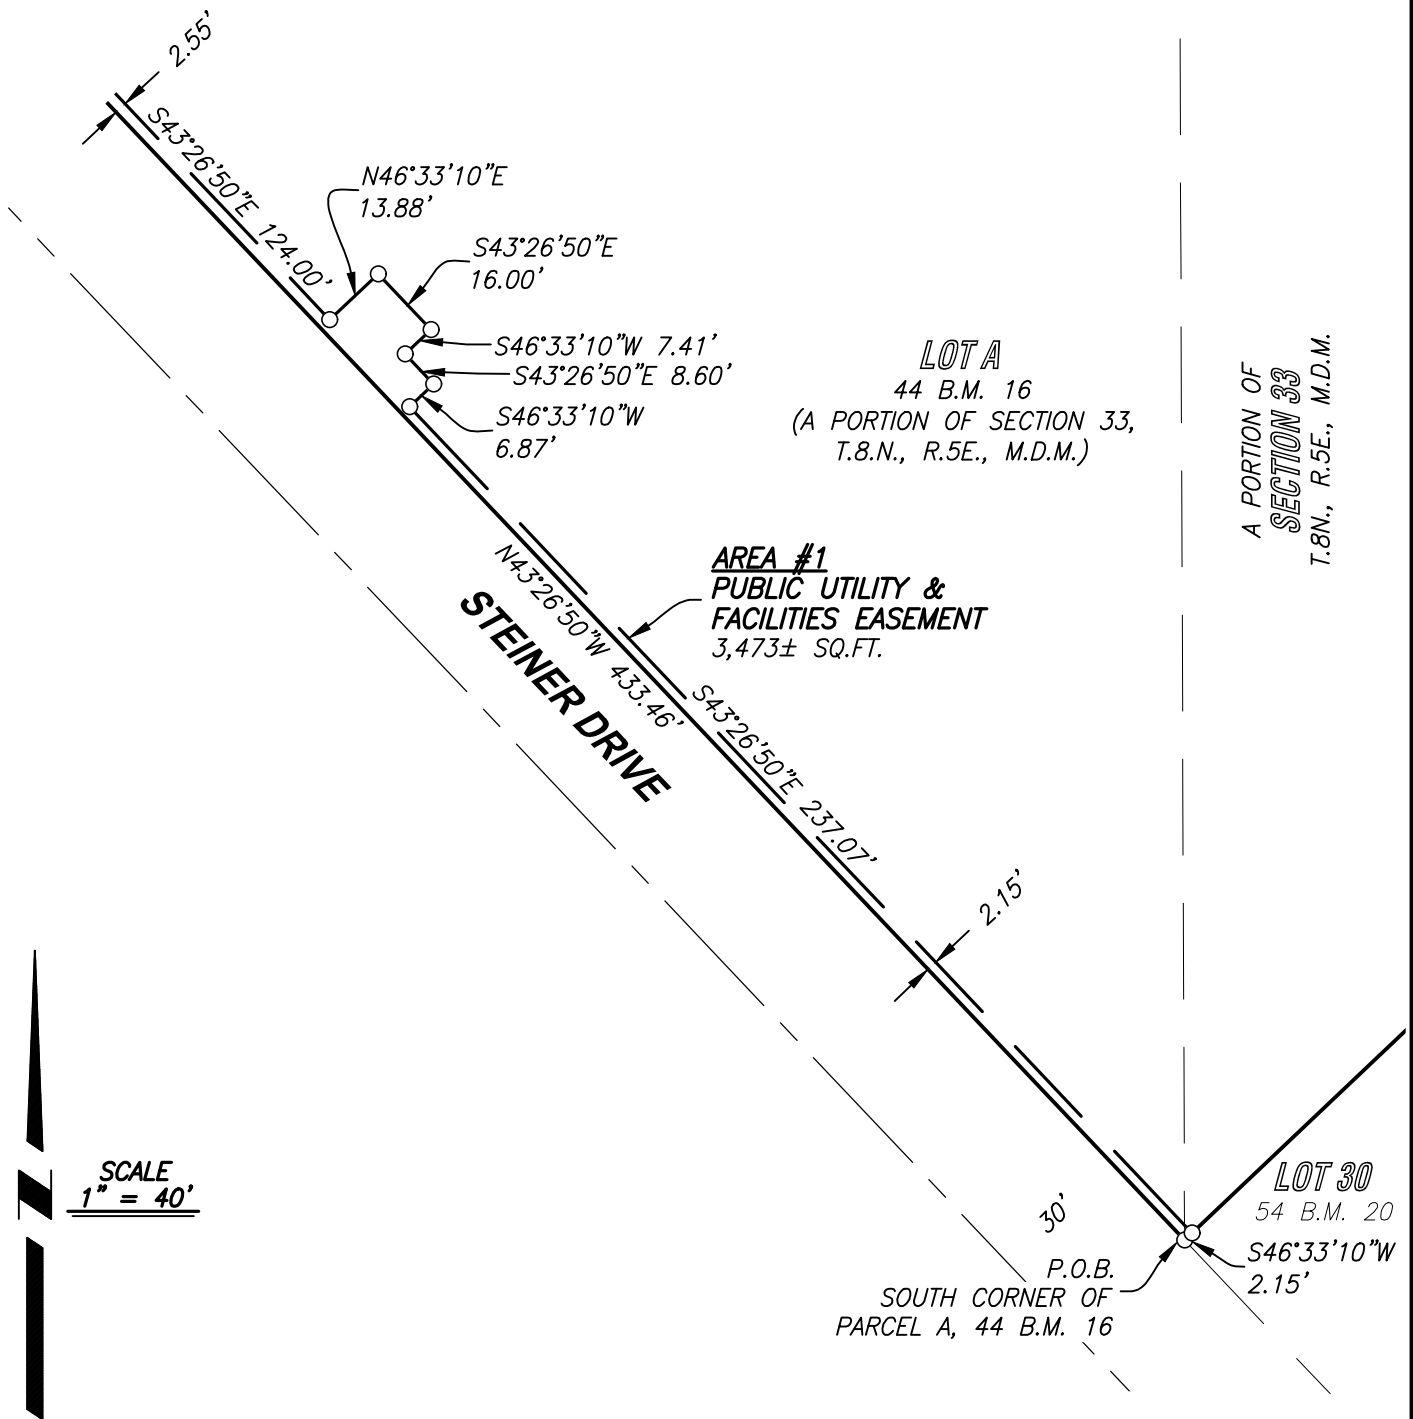 2.55'
S43°26'50"E 124.00'
N46°33'10"E
13.88'
S43°26'50"E
16.00'
S46°33'10"W 7.41'
S43°26'50"E 8.60'
S46°33'10"W
6.87'
LOT A
44 B.M. 16
(A PORTION OF SECTION 33,
T.8.N., R.5E., M.D.M.)
A PORTION OF
SECTION 33
T.8N., R.5E., M.D.M.
AREA #1
PUBLIC UTILITY &
FACILITIES EASEMENT
3,473± SQ.FT.
N43°26'50"W 433.46'
STEINER DRIVE
S43°26'50"E 237.07'
2.15'
SCALE
1" = 40'
N
30'
LOT 30
54 B.M. 20
S46°33'10"W
2.15'
P.O.B.
SOUTH CORNER OF
PARCEL A, 44 B.M. 16